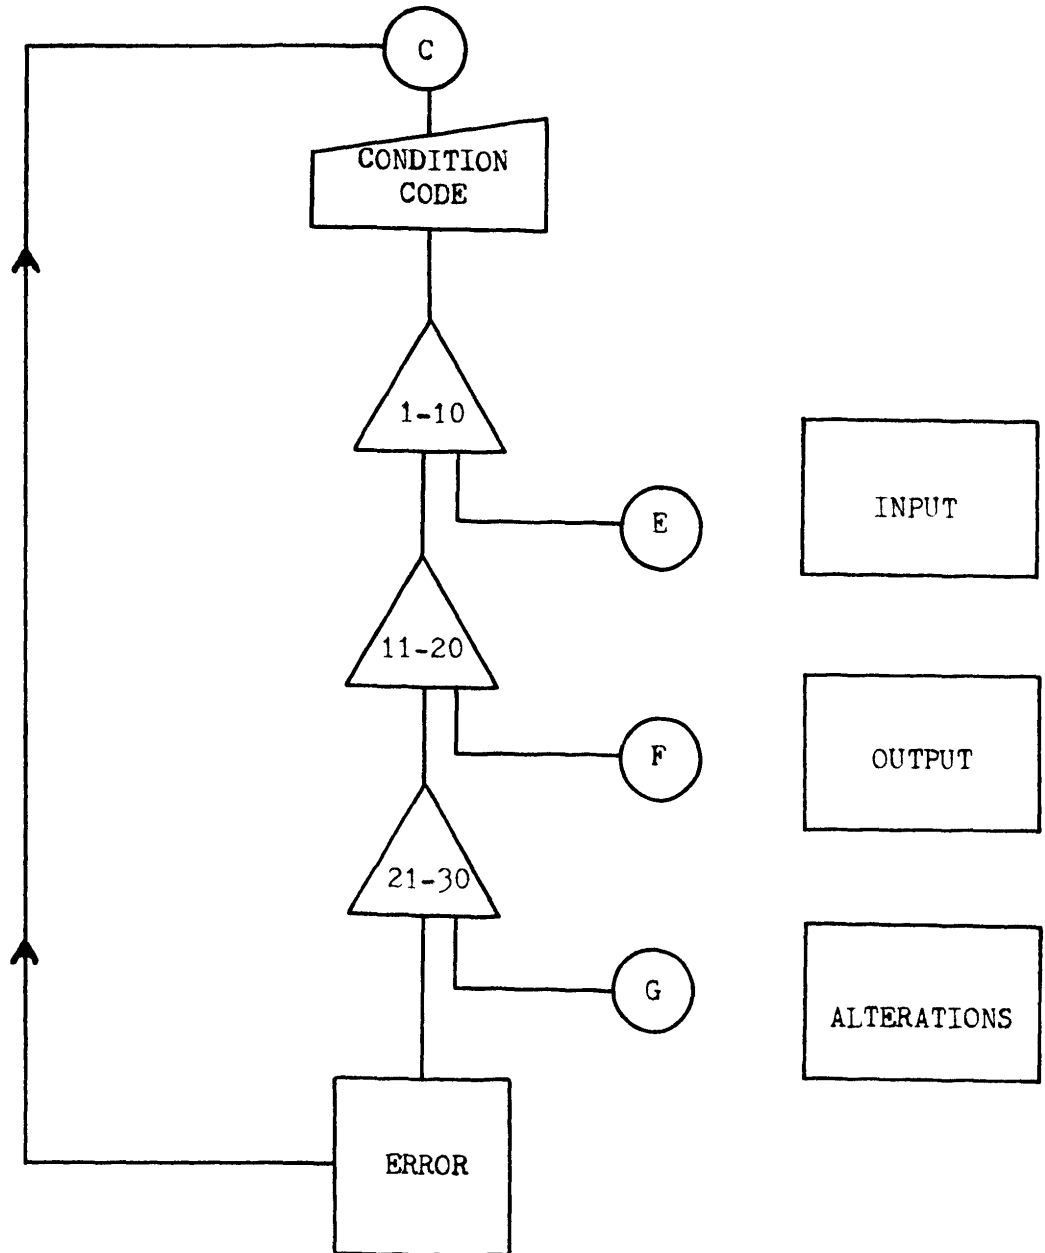 C
CONDITION
CODE
1-10
E
INPUT
11-20
F
OUTPUT
21-30
G
ALTERATIONS
ERROR